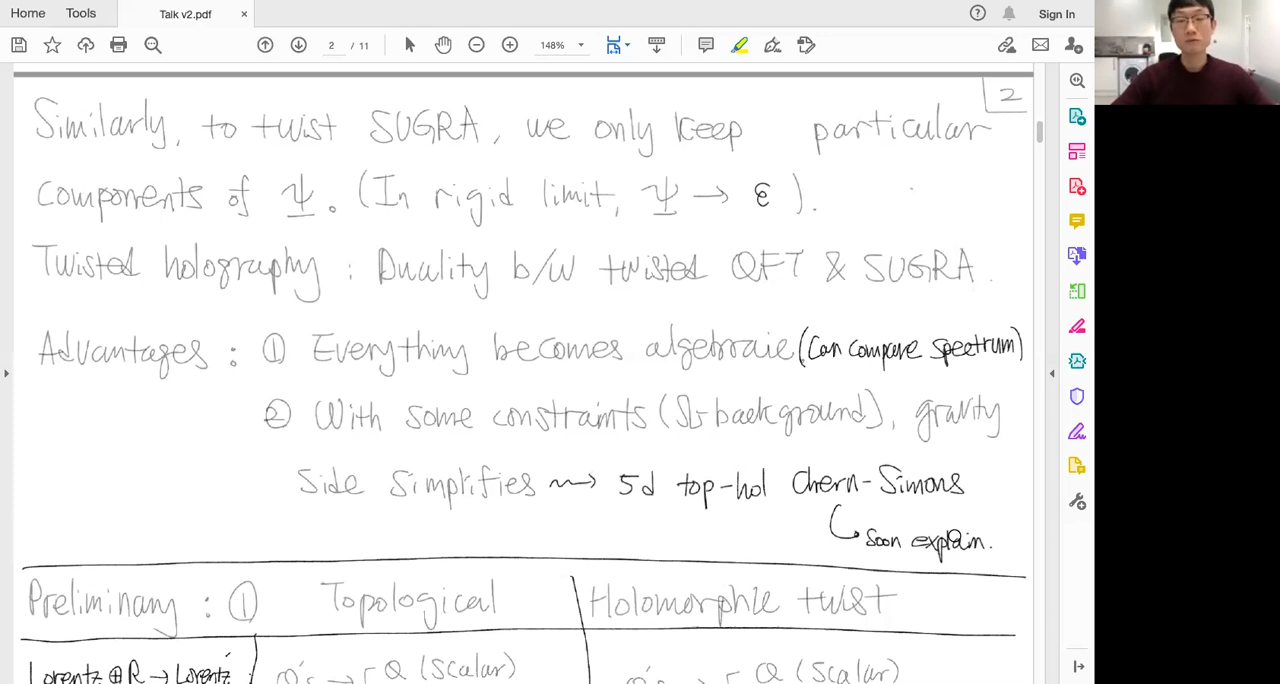 Home Tools Talk v2.pdf × Sign In
2 / 11 148%
2
Similarly, to twist SUGRA, we only keep particular
components of Ψ. (In rigid limit, Ψ → ε).
Twisted holography : Duality b/w twisted QFT & SUGRA.
Advantages : ① Everything becomes algebraic (Can compare spectrum)
② With some constraints (Ω-background), gravity
side simplifies ⤳ 5d top-hol Chern-Simons
↳ soon explain.
Preliminary : ① Topological Holomorphic twist
Lorentz ⊕ R → Lorentz' : Q's → Γ Q (scalar) Q's → Γ Q (scalar)